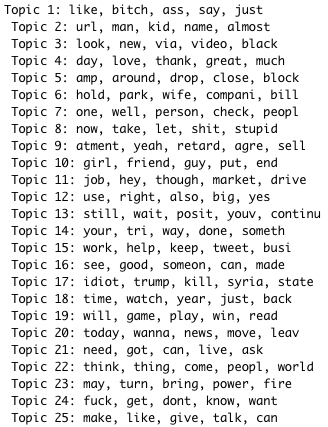 Topic 1: like, bitch, ass, say, just
Topic 2: url, man, kid, name, almost
Topic 3: look, new, via, video, black
Topic 4: day, love, thank, great, much
Topic 5: amp, around, drop, close, block
Topic 6: hold, park, wife, compani, bill
Topic 7: one, well, person, check, peopl
Topic 8: now, take, let, shit, stupid
Topic 9: atment, yeah, retard, agre, sell
Topic 10: girl, friend, guy, put, end
Topic 11: job, hey, though, market, drive
Topic 12: use, right, also, big, yes
Topic 13: still, wait, posit, youv, continu
Topic 14: your, tri, way, done, someth
Topic 15: work, help, keep, tweet, busi
Topic 16: see, good, someon, can, made
Topic 17: idiot, trump, kill, syria, state
Topic 18: time, watch, year, just, back
Topic 19: will, game, play, win, read
Topic 20: today, wanna, news, move, leav
Topic 21: need, got, can, live, ask
Topic 22: think, thing, come, peopl, world
Topic 23: may, turn, bring, power, fire
Topic 24: fuck, get, dont, know, want
Topic 25: make, like, give, talk, can